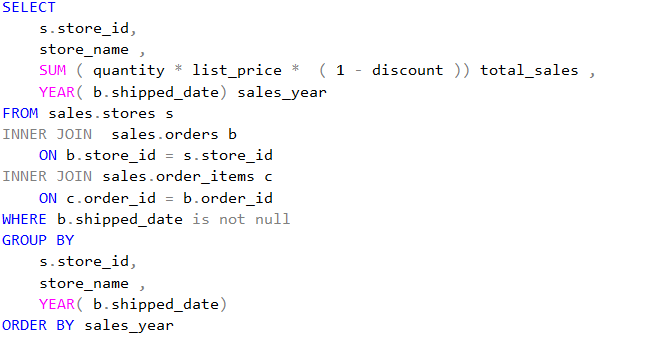 SELECT
s.store_id,
store_name ,
SUM ( quantity * list_price *  ( 1 - discount )) total_sales ,
YEAR( b.shipped_date) sales_year
FROM sales.stores s
INNER JOIN  sales.orders b
ON b.store_id = s.store_id
INNER JOIN sales.order_items c
ON c.order_id = b.order_id
WHERE b.shipped_date is not null
GROUP BY
s.store_id,
store_name ,
YEAR( b.shipped_date)
ORDER BY sales_year